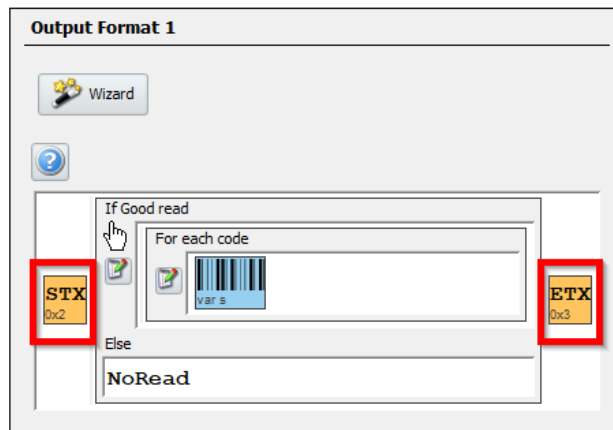 Output Format 1
Wizard
If Good read
For each code
STX
0x2
var s
ETX
0x3
Else
NoRead